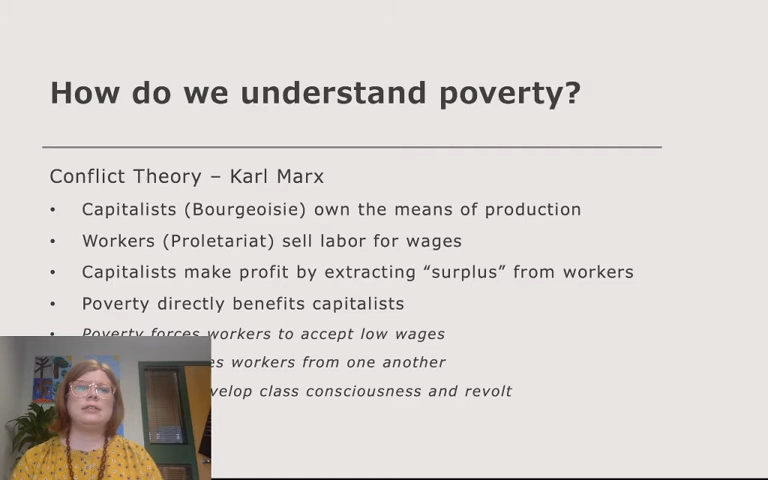 How do we understand poverty?
Conflict Theory – Karl Marx
• Capitalists (Bourgeoisie) own the means of production
• Workers (Proletariat) sell labor for wages
• Capitalists make profit by extracting “surplus” from workers
• Poverty directly benefits capitalists
• Poverty forces workers to accept low wages
workers from one another
class consciousness and revolt